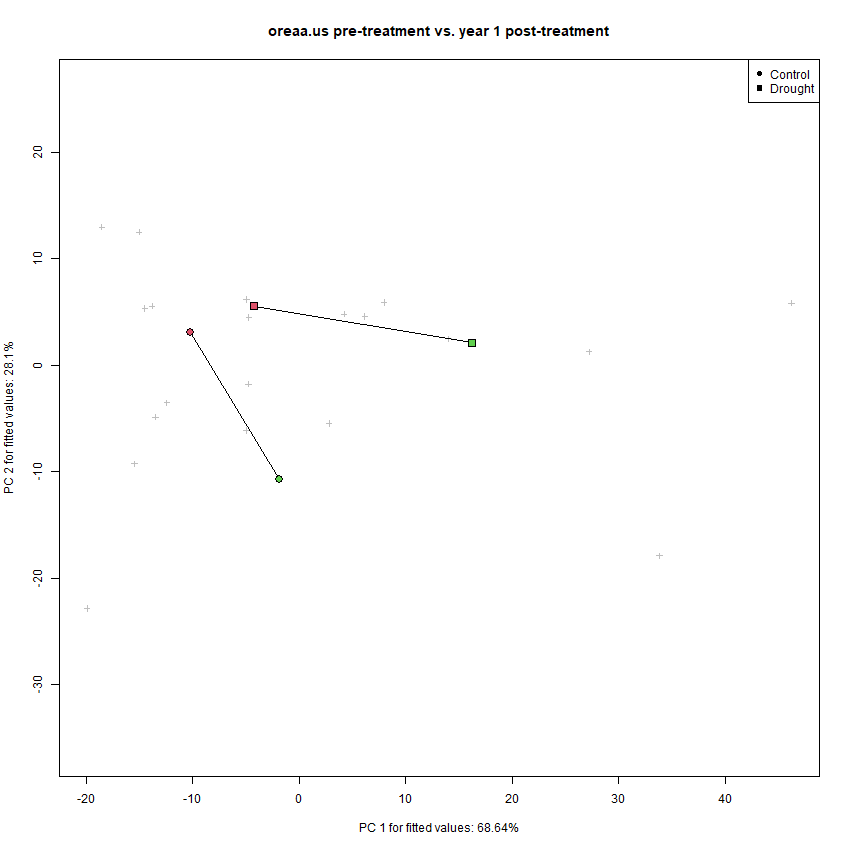 oreaa.us pre-treatment vs. year 1 post-treatment
Control
Drought
PC 2 for fitted values: 28.1%
20
10
0
-10
-20
-30
-20
-10
0
10
20
30
40
PC 1 for fitted values: 68.64%